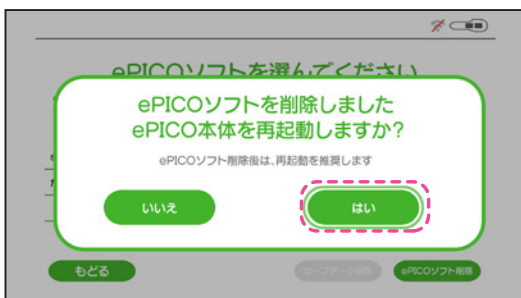 ePICOソフトを選んでください
ePICOソフトを削除しました
ePICO本体を再起動しますか?
ePICOソフト削除後は、再起動を推奨します
いいえ
はい
もどる
セーブデータ削除
ePICOソフト削除